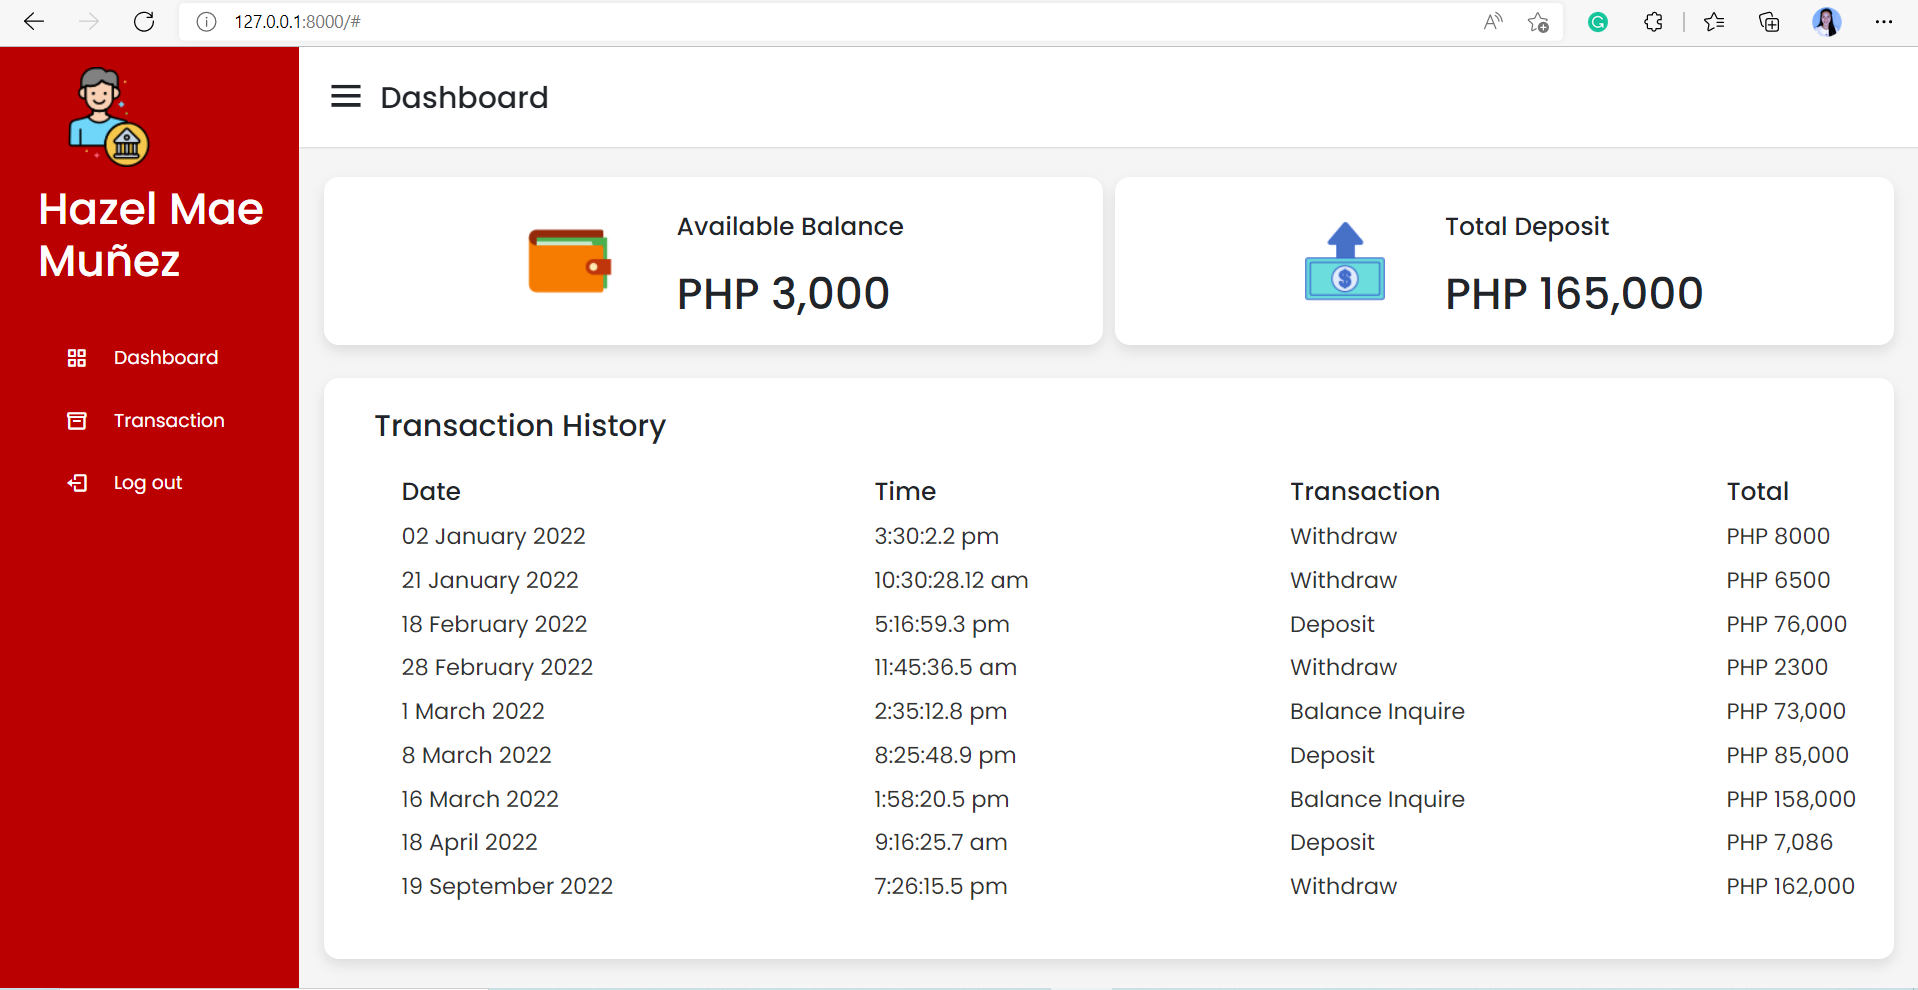 127.0.0.1:8000/#
Hazel Mae
Muñez
Dashboard
Transaction
Log out
Dashboard
Available Balance
PHP 3,000
Total Deposit
PHP 165,000
Transaction History
Date Time Transaction Total
02 January 2022 3:30:2.2 pm Withdraw PHP 8000
21 January 2022 10:30:28.12 am Withdraw PHP 6500
18 February 2022 5:16:59.3 pm Deposit PHP 76,000
28 February 2022 11:45:36.5 am Withdraw PHP 2300
1 March 2022 2:35:12.8 pm Balance Inquire PHP 73,000
8 March 2022 8:25:48.9 pm Deposit PHP 85,000
16 March 2022 1:58:20.5 pm Balance Inquire PHP 158,000
18 April 2022 9:16:25.7 am Deposit PHP 7,086
19 September 2022 7:26:15.5 pm Withdraw PHP 162,000